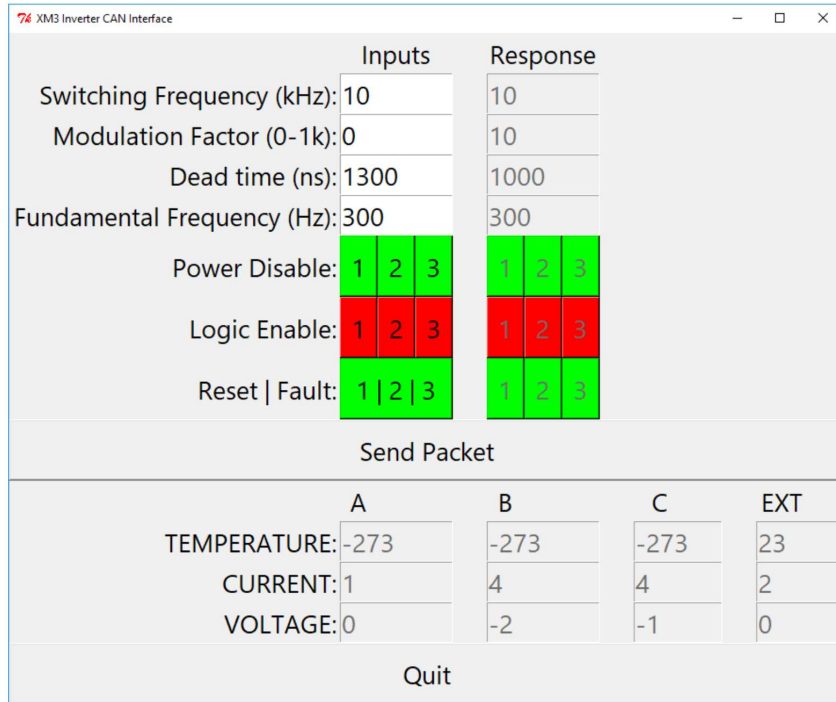 XM3 Inverter CAN Interface
Inputs Response
Switching Frequency (kHz): 10 10
Modulation Factor (0-1k): 0 10
Dead time (ns): 1300 1000
Fundamental Frequency (Hz): 300 300
Power Disable: 1 2 3 1 2 3
Logic Enable: 1 2 3 1 2 3
Reset | Fault: 1 | 2 | 3 1 2 3
Send Packet
A B C EXT
TEMPERATURE: -273 -273 -273 23
CURRENT: 1 4 4 2
VOLTAGE: 0 -2 -1 0
Quit